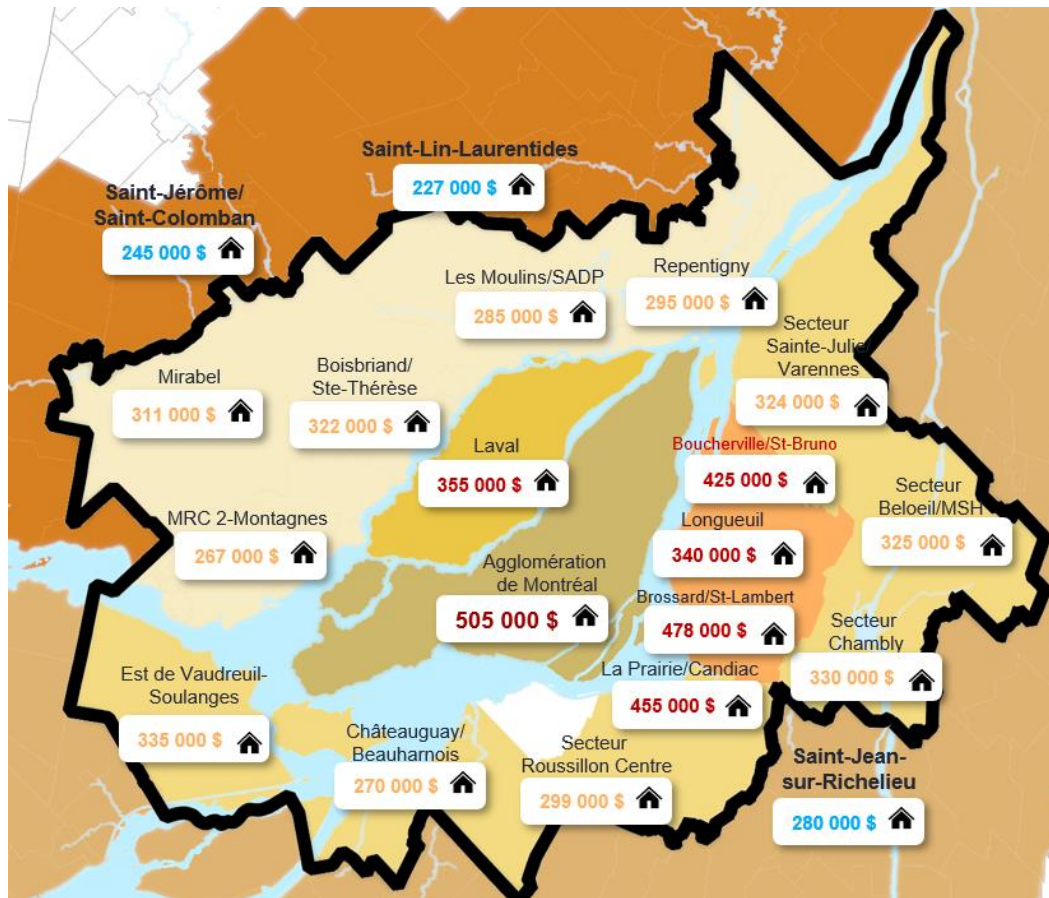 Saint-Lin-Laurentides
227 000 $
Saint-Jérôme/
Saint-Colomban
245 000 $
Les Moulins/SADP
285 000 $
Repentigny
295 000 $
Secteur
Sainte-Julie/
Varennes
324 000 $
Mirabel
311 000 $
Boisbriand/
Ste-Thérèse
322 000 $
Laval
355 000 $
Boucherville/St-Bruno
425 000 $
Secteur
Beloeil/MSH
325 000 $
MRC 2-Montagnes
267 000 $
Longueuil
340 000 $
Agglomération
de Montréal
505 000 $
Brossard/St-Lambert
478 000 $
Secteur
Chambly
330 000 $
Est de Vaudreuil-
Soulanges
335 000 $
La Prairie/Candiac
455 000 $
Châteauguay/
Beauharnois
270 000 $
Secteur
Roussillon Centre
299 000 $
Saint-Jean-
sur-Richelieu
280 000 $